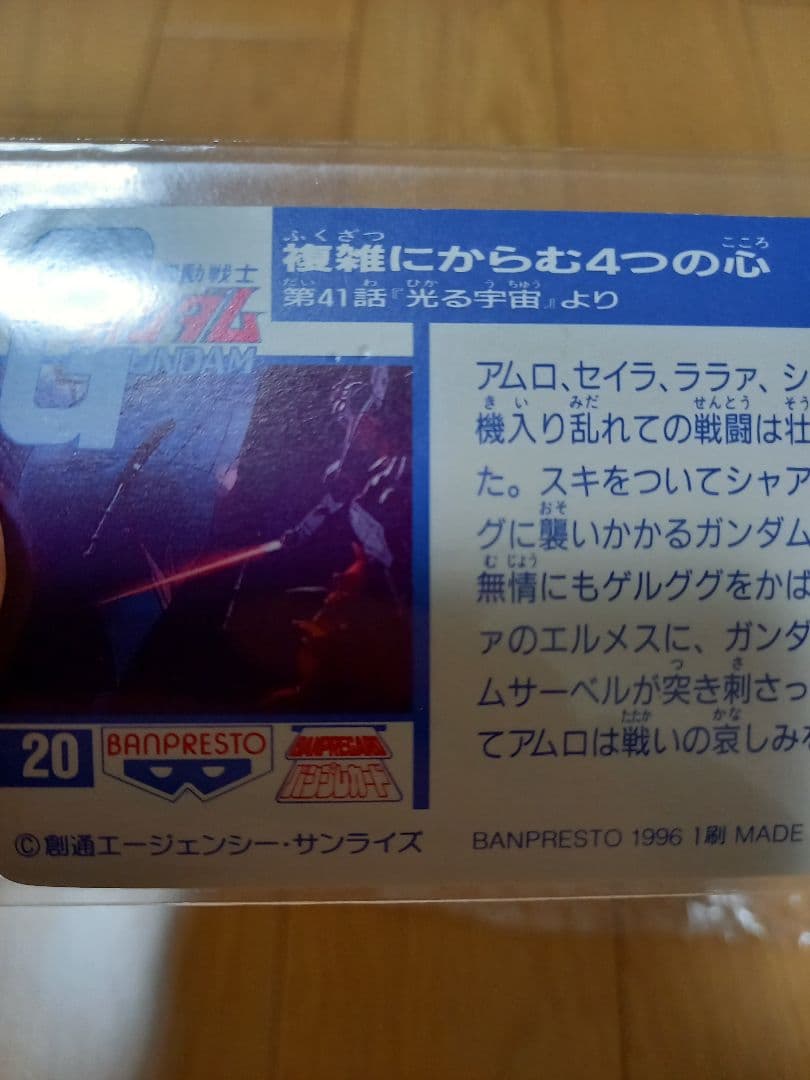 ふくざつ こころ
複雑にからむ4つの心
だい わ ひか うちゅう
第41話『光る宇宙』より
動戦士
ダム
GUNDAM
アムロ、セイラ、ララァ、シ
き い みだ せんとう そう
機入り乱れての戦闘は壮
た。スキをついてシャア
おそ
グに襲いかかるガンダム
む じょう
無情にもゲルググをかば
ァのエルメスに、ガンダ
つ さ
ムサーベルが突き刺さっ
たたか かな
てアムロは戦いの哀しみを
20
BANPRESTO
BANPRECARD
バンプレカード
©創通エージェンシー・サンライズ
BANPRESTO 1996 1刷 MADE